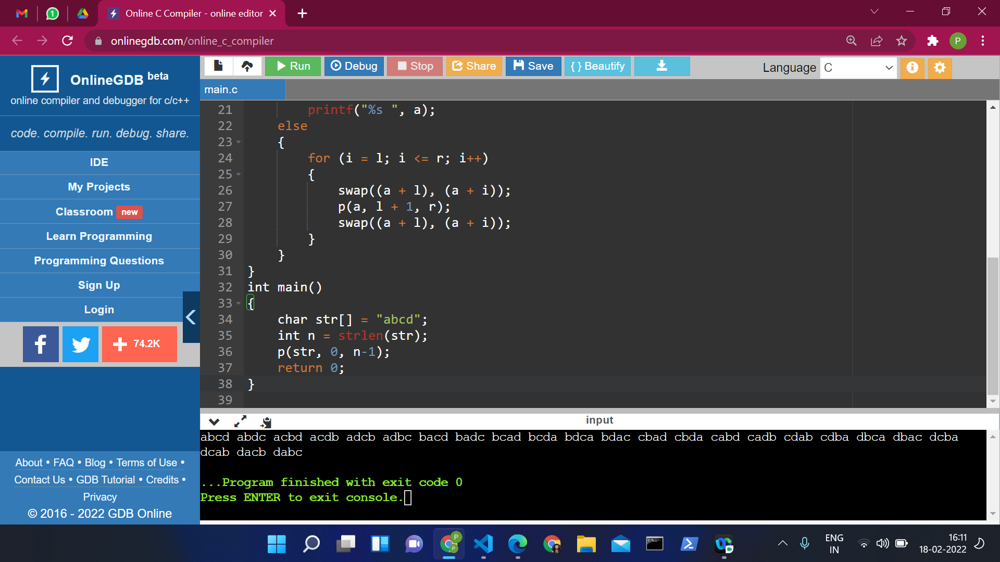 1
Online C Compiler - online editor
onlinegdb.com/online_c_compiler
P
OnlineGDB beta
online compiler and debugger for c/c++
code. compile. run. debug. share.
IDE
My Projects
Classroom new
Learn Programming
Programming Questions
Sign Up
Login
74.2K
About • FAQ • Blog • Terms of Use •
Contact Us • GDB Tutorial • Credits •
Privacy
© 2016 - 2022 GDB Online
Run
Debug
Stop
Share
Save
{ } Beautify
Language C
main.c
21 printf("%s ", a);
22 else
23 {
24 for (i = l; i <= r; i++)
25 {
26 swap((a + l), (a + i));
27 p(a, l + 1, r);
28 swap((a + l), (a + i));
29 }
30 }
31 }
32 int main()
33 {
34 char str[] = "abcd";
35 int n = strlen(str);
36 p(str, 0, n-1);
37 return 0;
38 }
39
input
abcd abdc acbd acdb adcb adbc bacd badc bcad bcda bdca bdac cbad cbda cabd cadb cdab cdba dbca dbac dcba
dcab dacb dabc
...Program finished with exit code 0
Press ENTER to exit console.
P
P
ENG
IN
16:11
18-02-2022